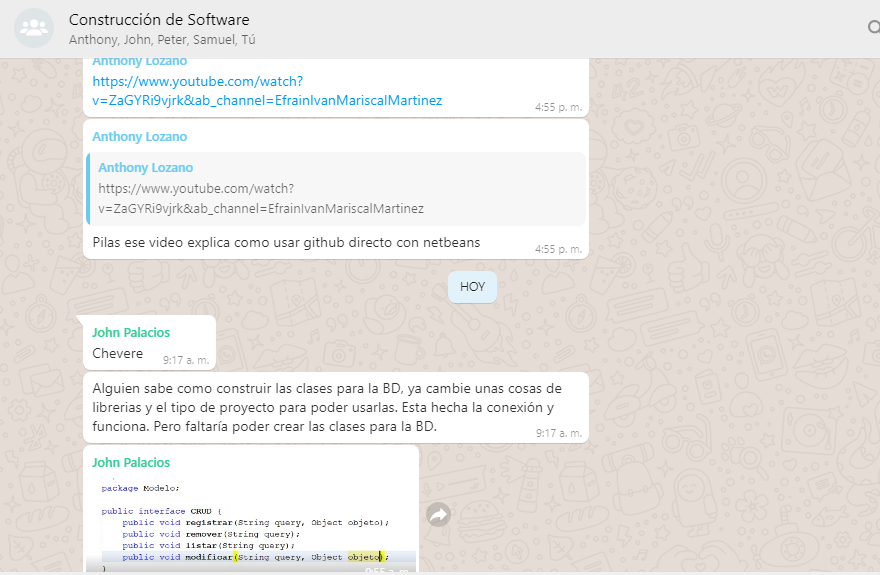 Construcción de Software
Anthony, John, Peter, Samuel, Tú
Anthony Lozano
https://www.youtube.com/watch?
v=ZaGYRi9vjrk&ab_channel=EfrainIvanMariscalMartinez
4:55 p. m.
Anthony Lozano
Anthony Lozano
https://www.youtube.com/watch?
v=ZaGYRi9vjrk&ab_channel=EfrainIvanMariscalMartinez
Pilas ese video explica como usar github directo con netbeans
4:55 p. m.
HOY
John Palacios
Chevere
9:17 a. m.
Alguien sabe como construir las clases para la BD, ya cambie unas cosas de
librerias y el tipo de proyecto para poder usarlas. Esta hecha la conexión y
funciona. Pero faltaría poder crear las clases para la BD.
9:17 a. m.
John Palacios
package Modelo;
public interface CRUD {
public void registrar(String query, Object objeto);
public void remover(String query);
public void listar(String query);
public void modificar(String query, Object objeto);
}
9:55 a. m.